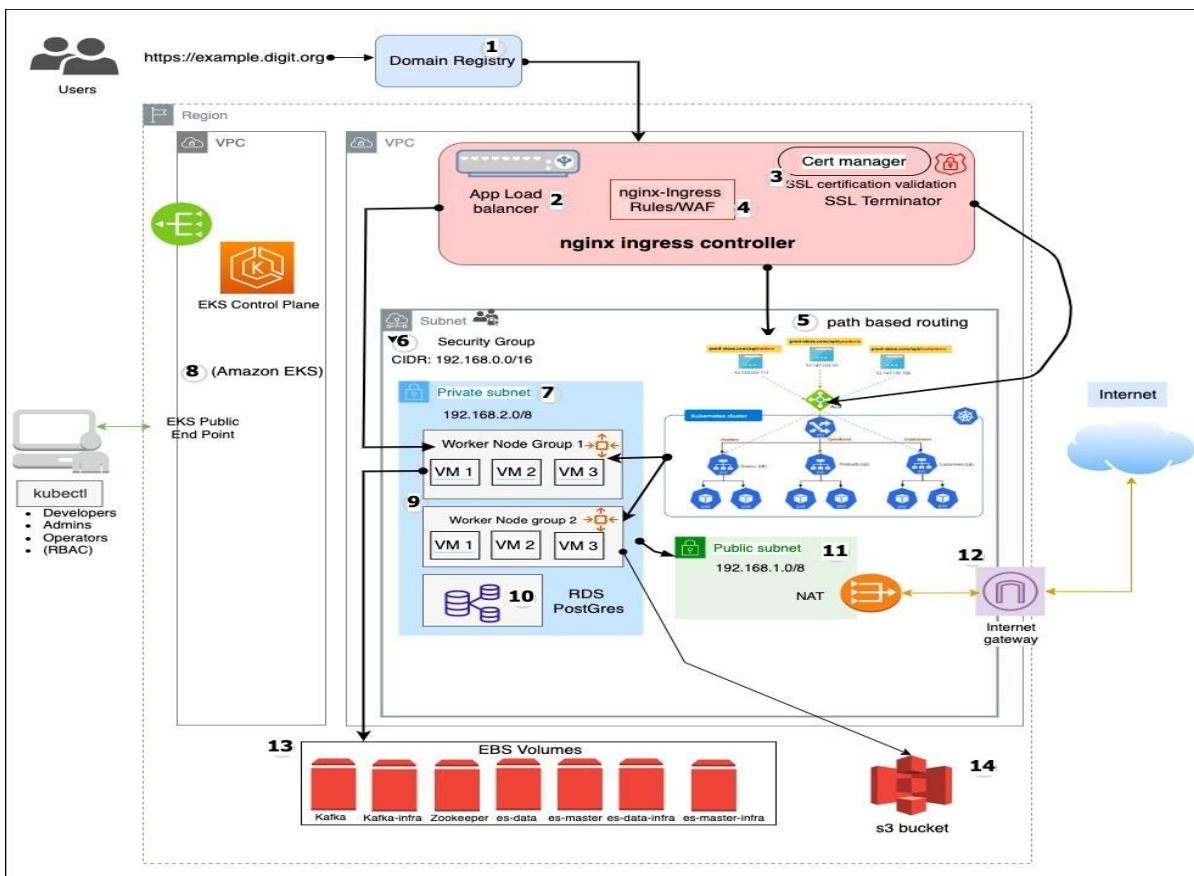 Users
https://example.digit.org
1
Domain Registry
Region
VPC
VPC
App Load
balancer
2
nginx-Ingress
Rules/WAF
4
Cert manager
3
SSL certification validation
SSL Terminator
nginx ingress controller
EKS Control Plane
8
(Amazon EKS)
EKS Public
End Point
kubectl
Developers
Admins
Operators
(RBAC)
Subnet
6
Security Group
CIDR: 192.168.0.0/16
5
path based routing
Kubernetes cluster
Private subnet
7
192.168.2.0/8
Worker Node Group 1
VM 1
VM 2
VM 3
9
Worker Node group 2
VM 1
VM 2
VM 3
10
RDS
PostGres
Public subnet
11
192.168.1.0/8
NAT
12
Internet
gateway
Internet
13
EBS Volumes
Kafka
Kafka-infra
Zookeeper
es-data
es-master
es-data-infra
es-master-infra
14
s3 bucket